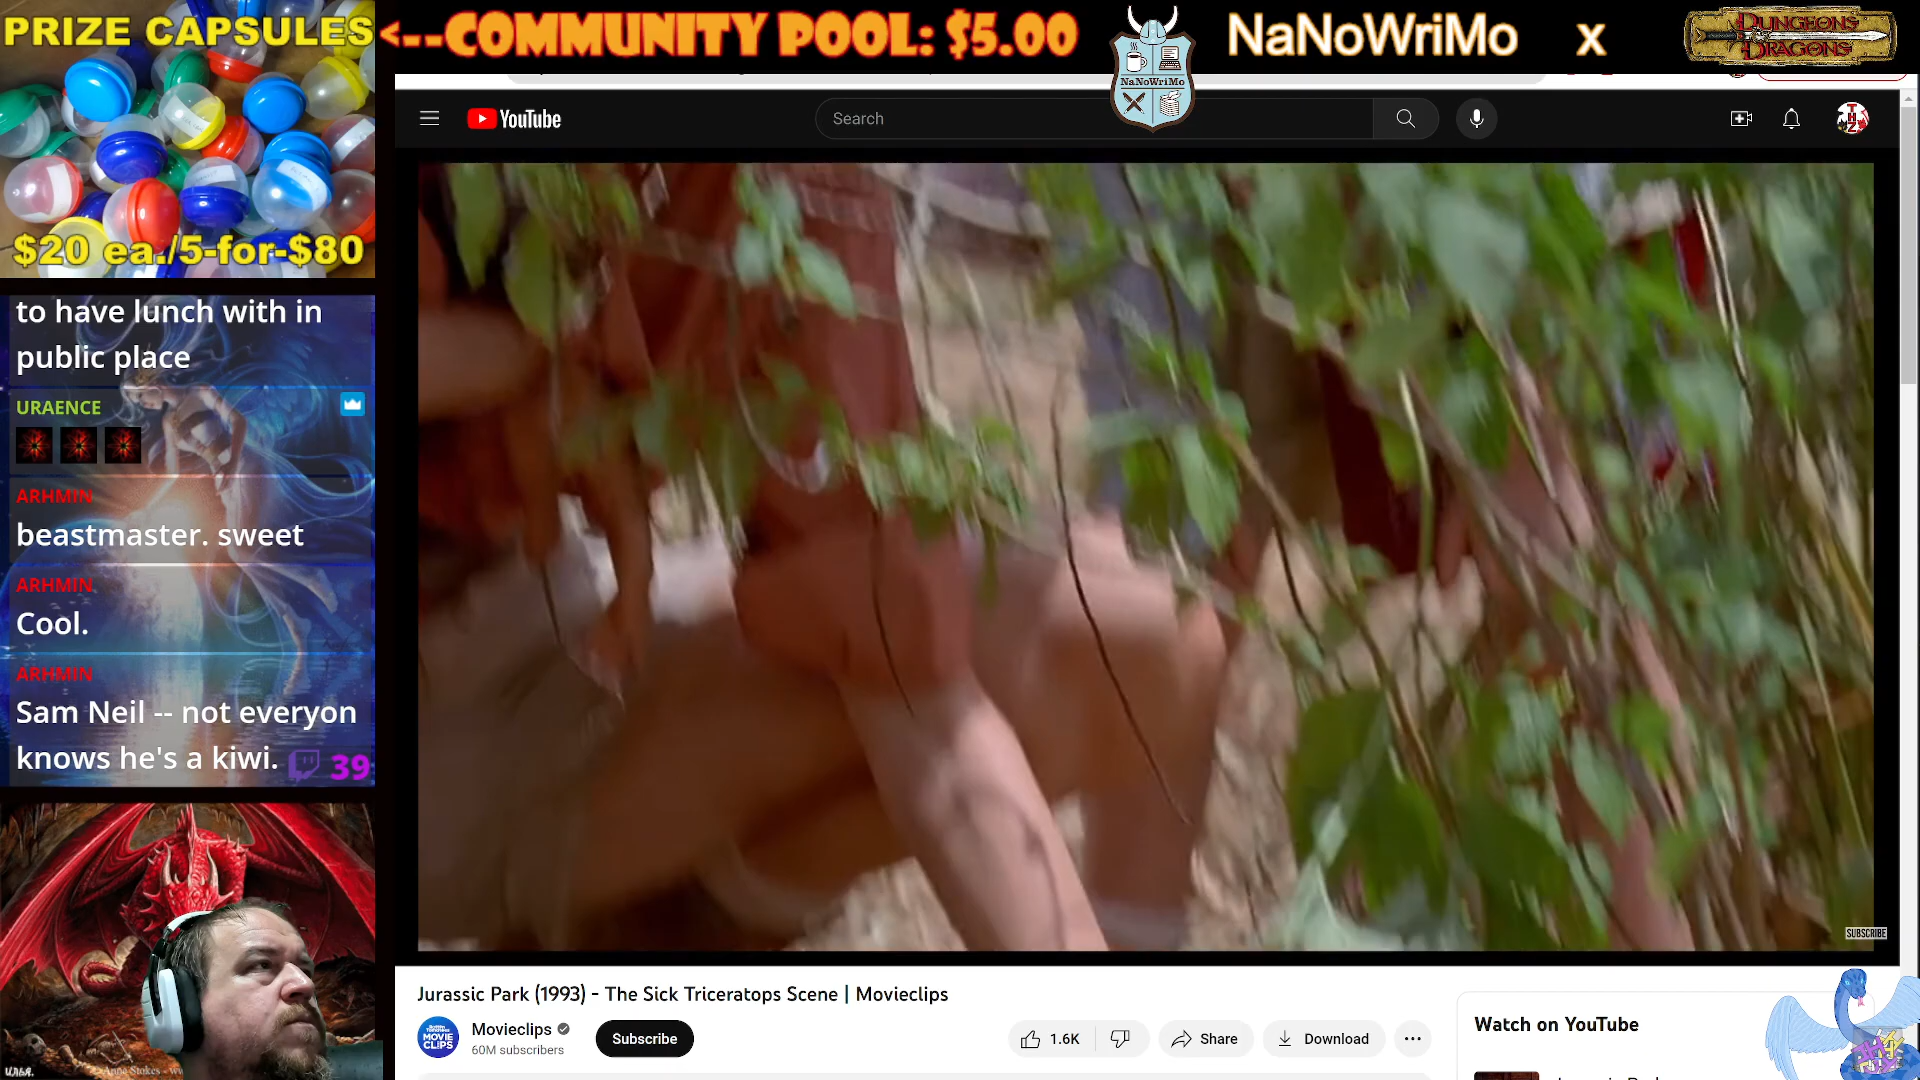 PRIZE CAPSULES
<--COMMUNITY POOL: $5.00
NaNoWriMo
NaNoWriMo x
DUNGEONS & DRAGONS
$20 ea./5-for-$80
YouTube
Search
to have lunch with in
public place
URAENCE
ARHMIN
beastmaster. sweet
ARHMIN
Cool.
ARHMIN
Sam Neil -- not everyon
knows he's a kiwi.
39
SUBSCRIBE
Jurassic Park (1993) - The Sick Triceratops Scene | Movieclips
MOVIE
CLIPS
Movieclips
60M subscribers
Subscribe
1.6K
Share
Download
Watch on YouTube